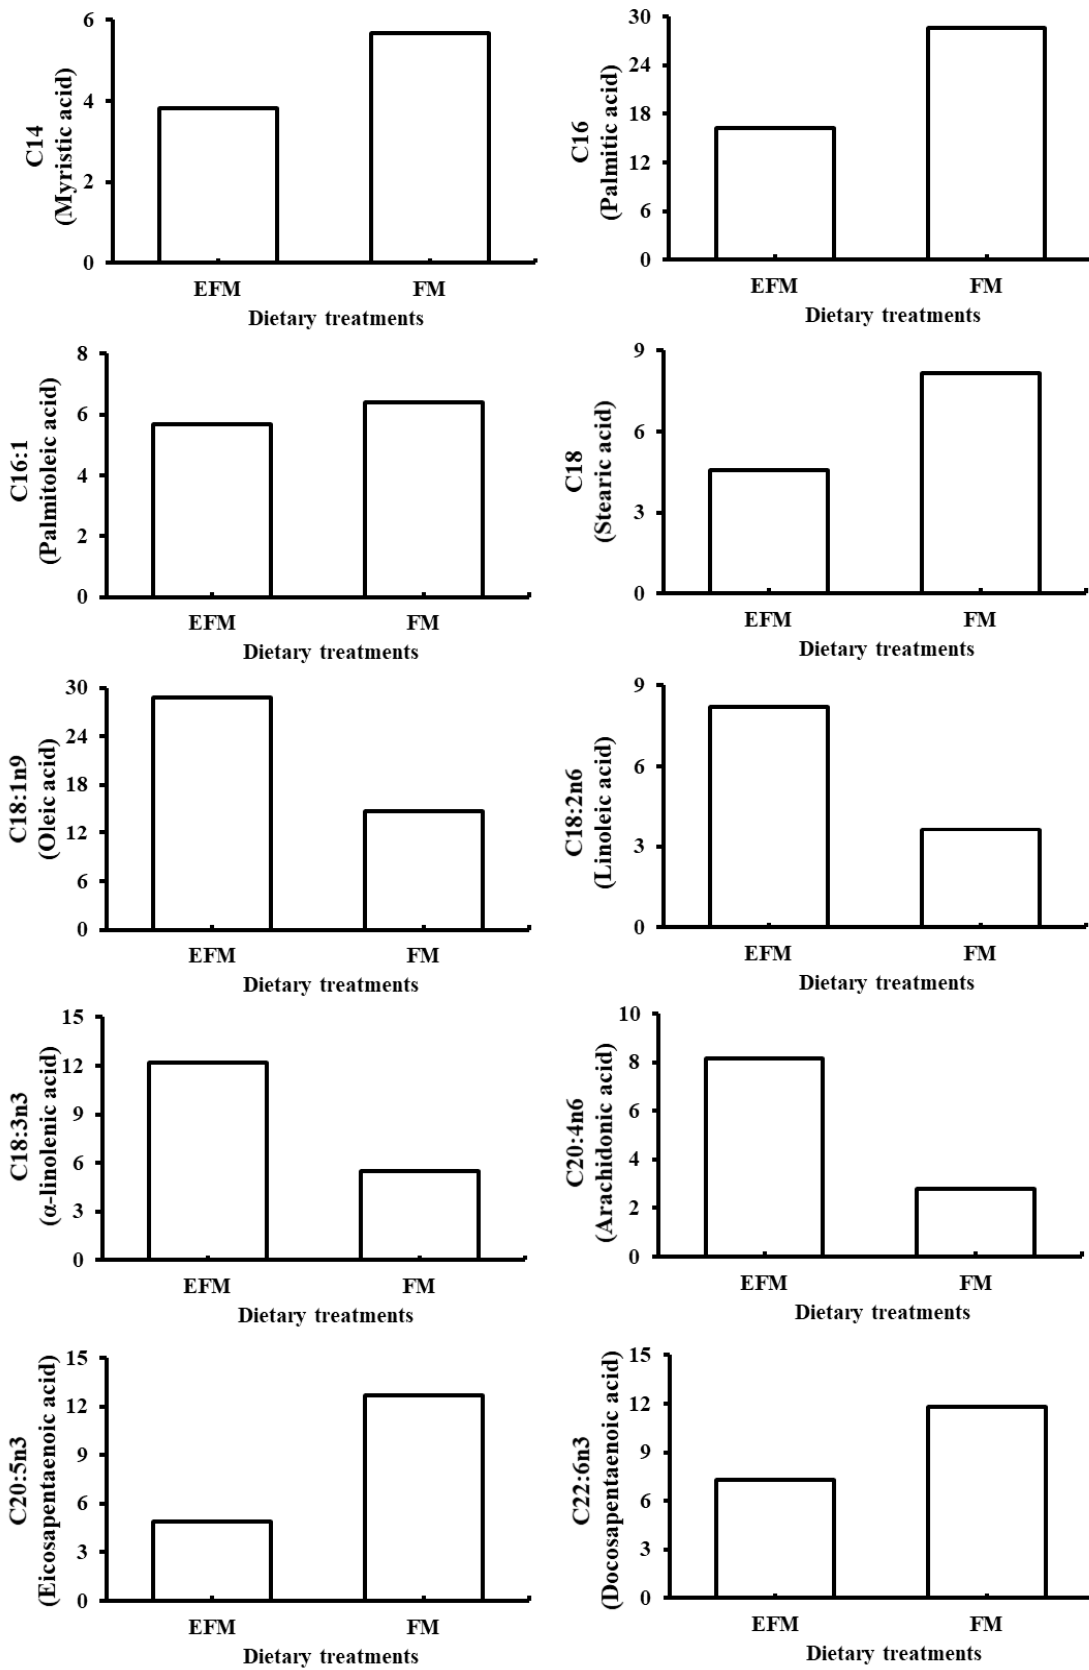 C14
(Myristic acid)
6
4
2
0
EFM FM
Dietary treatments
C16
(Palmitic acid)
30
24
18
12
6
0
EFM FM
Dietary treatments
C16:1
(Palmitoleic acid)
8
6
4
2
0
EFM FM
Dietary treatments
C18
(Stearic acid)
9
6
3
0
EFM FM
Dietary treatments
C18:1n9
(Oleic acid)
30
24
18
12
6
0
EFM FM
Dietary treatments
C18:2n6
(Linoleic acid)
9
6
3
0
EFM FM
Dietary treatments
C18:3n3
(α-linolenic acid)
15
12
9
6
3
0
EFM FM
Dietary treatments
C20:4n6
(Arachidonic acid)
10
8
6
4
2
0
EFM FM
Dietary treatments
C20:5n3
(Eicosapentaenoic acid)
15
12
9
6
3
0
EFM FM
Dietary treatments
C22:6n3
(Docosapentaenoic acid)
15
12
9
6
3
0
EFM FM
Dietary treatments